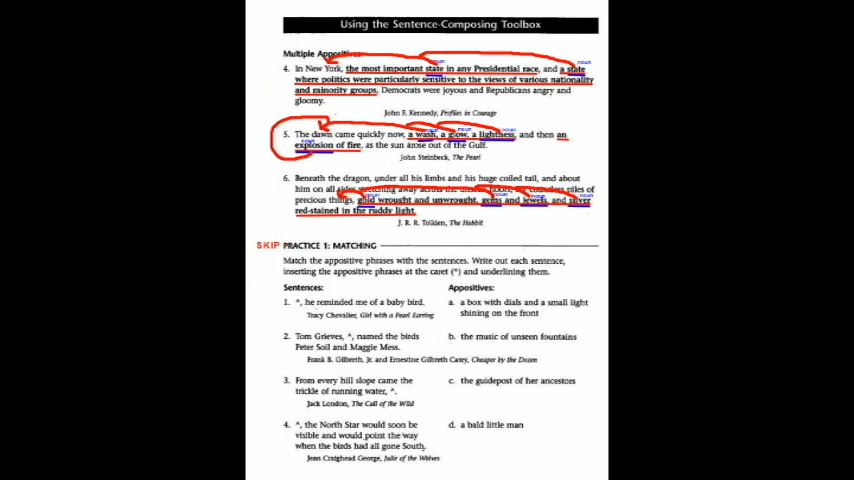 Using the Sentence-Composing Toolbox
Multiple Appositives:
4. In New York, the most important state in any Presidential race, and a state
where politics were particularly sensitive to the views of various nationality
and minority groups, Democrats were joyous and Republicans angry and
gloomy.
John F. Kennedy, Profiles in Courage
5. The dawn came quickly now, a wash, a glow, a lightness, and then an
explosion of fire, as the sun arose out of the Gulf.
John Steinbeck, The Pearl
6. Beneath the dragon, under all his limbs and his huge coiled tail, and about
him on all sides stretching away across the unseen floors, lay countless piles of
precious things, gold wrought and unwrought, gems and jewels, and silver
red-stained in the ruddy light.
J. R. R. Tolkien, The Hobbit
SKIP PRACTICE 1: MATCHING
Match the appositive phrases with the sentences. Write out each sentence,
inserting the appositive phrases at the caret (^) and underlining them.
Sentences: Appositives:
1. ^, he reminded me of a baby bird. a. a box with dials and a small light
Tracy Chevalier, Girl with a Pearl Earring shining on the front
2. Tom Grieves, ^, named the birds b. the music of unseen fountains
Peter Soil and Maggie Mess.
Frank B. Gilbreth, Jr. and Ernestine Gilbreth Carey, Cheaper by the Dozen
3. From every hill slope came the c. the guidepost of her ancestors
trickle of running water, ^.
Jack London, The Call of the Wild
4. ^, the North Star would soon be d. a bald little man
visible and would point the way
when the birds had all gone South.
Jean Craighead George, Julie of the Wolves